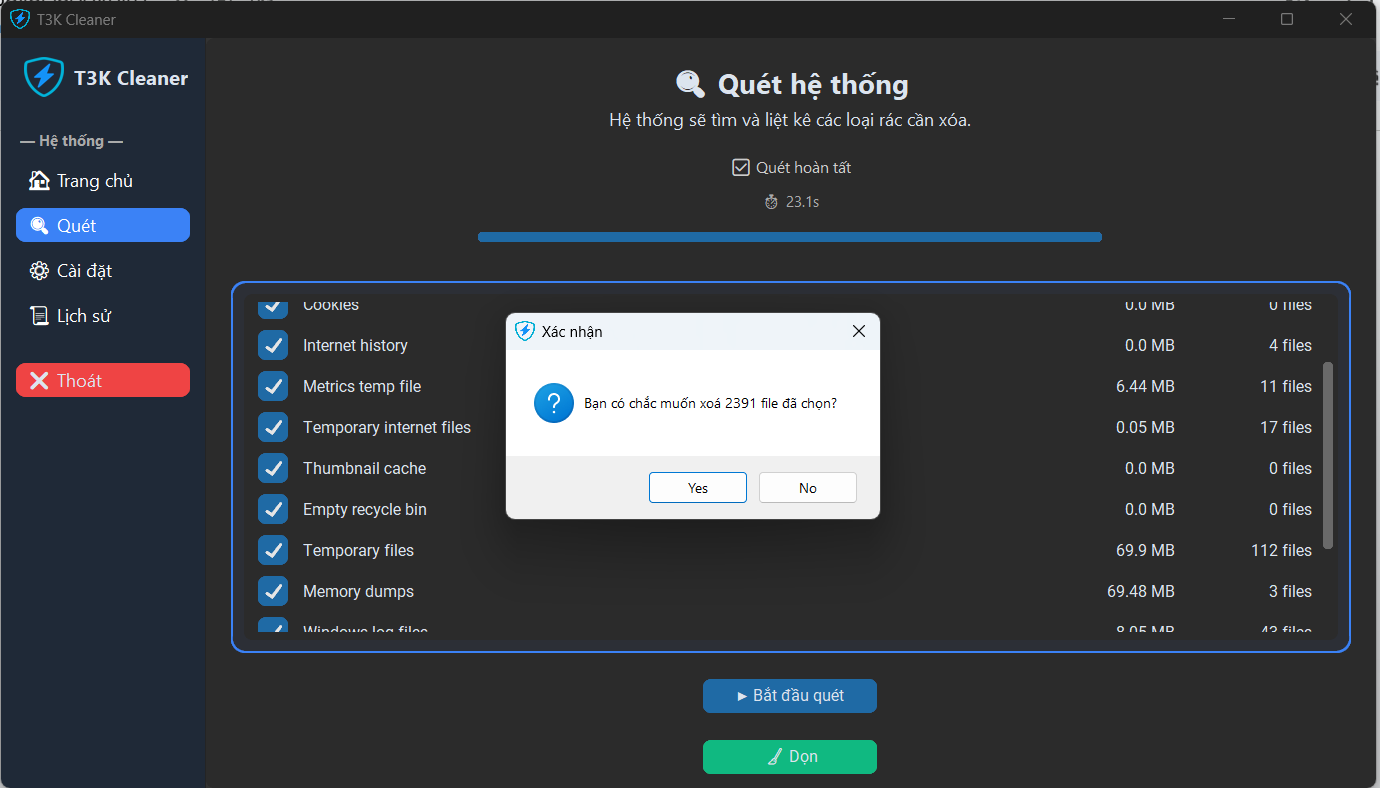 T3K Cleaner
T3K Cleaner
— Hệ thống —
Trang chủ
Quét
Cài đặt
Lịch sử
Thoát
Quét hệ thống
Hệ thống sẽ tìm và liệt kê các loại rác cần xóa.
Quét hoàn tất
23.1s
Cookies 0.0 MB 0 files
Internet history 0.0 MB 4 files
Metrics temp file 6.44 MB 11 files
Temporary internet files 0.05 MB 17 files
Thumbnail cache 0.0 MB 0 files
Empty recycle bin 0.0 MB 0 files
Temporary files 69.9 MB 112 files
Memory dumps 69.48 MB 3 files
Windows log files 8.05 MB 43 files
Xác nhận
Bạn có chắc muốn xoá 2391 file đã chọn?
Yes No
Bắt đầu quét
Dọn